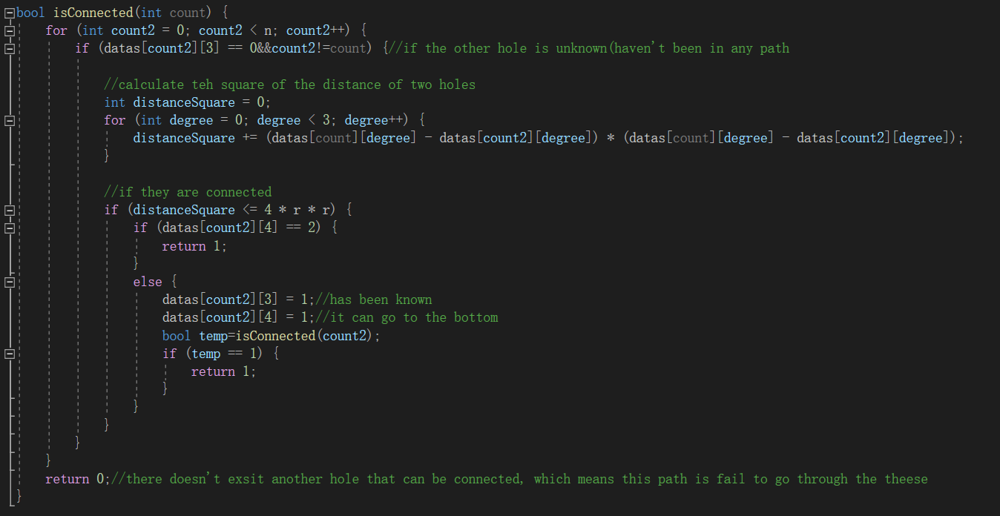 bool isConnected(int count) {
for (int count2 = 0; count2 < n; count2++) {
if (datas[count2][3] == 0&&count2!=count) {//if the other hole is unknown(haven't been in any path
//calculate teh square of the distance of two holes
int distanceSquare = 0;
for (int degree = 0; degree < 3; degree++) {
distanceSquare += (datas[count][degree] - datas[count2][degree]) * (datas[count][degree] - datas[count2][degree]);
}
//if they are connected
if (distanceSquare <= 4 * r * r) {
if (datas[count2][4] == 2) {
return 1;
}
else {
datas[count2][3] = 1;//has been known
datas[count2][4] = 1;//it can go to the bottom
bool temp=isConnected(count2);
if (temp == 1) {
return 1;
}
}
}
}
}
return 0;//there doesn't exsit another hole that can be connected, which means this path is fail to go through the theese
}